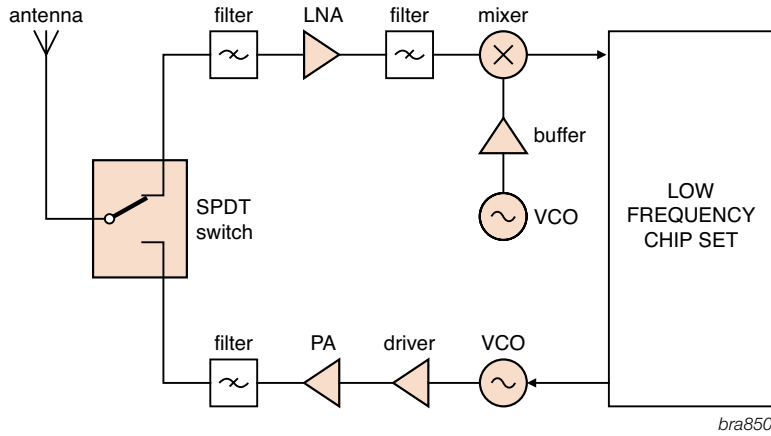 antenna
filter
LNA
filter
mixer
buffer
VCO
SPDT
switch
LOW
FREQUENCY
CHIP SET
filter
PA
driver
VCO
bra850